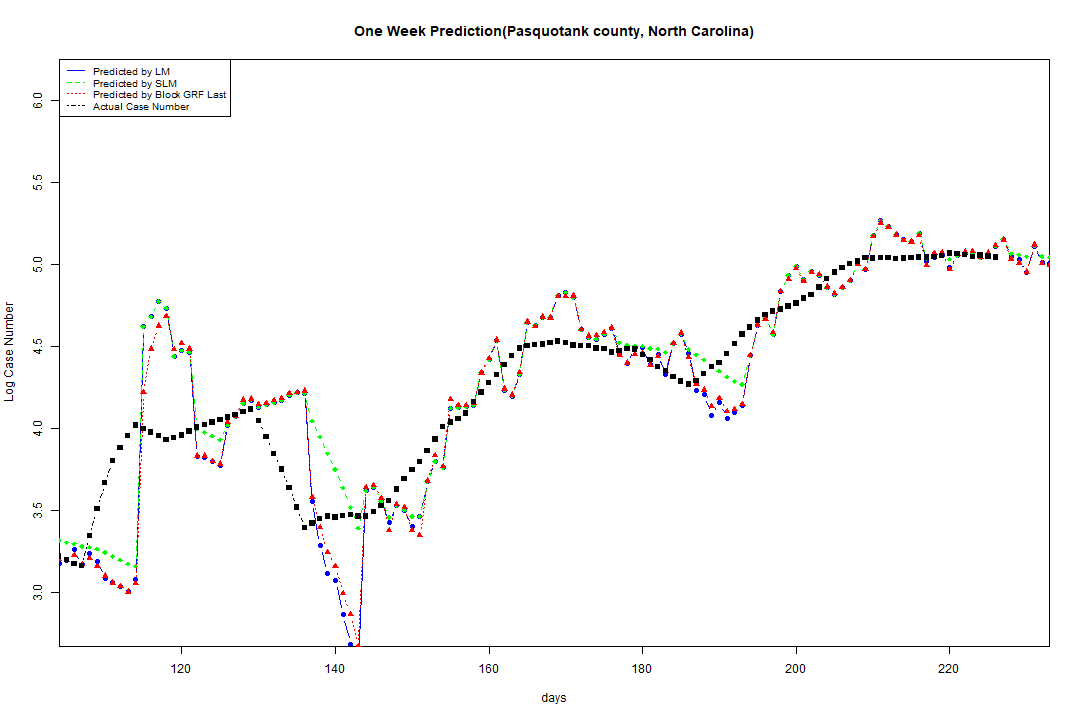 One Week Prediction(Pasquotank county, North Carolina)
Predicted by LM
Predicted by SLM
Predicted by Block GRF Last
Actual Case Number
Log Case Number
6.0
5.5
5.0
4.5
4.0
3.5
3.0
120 140 160 180 200 220
days